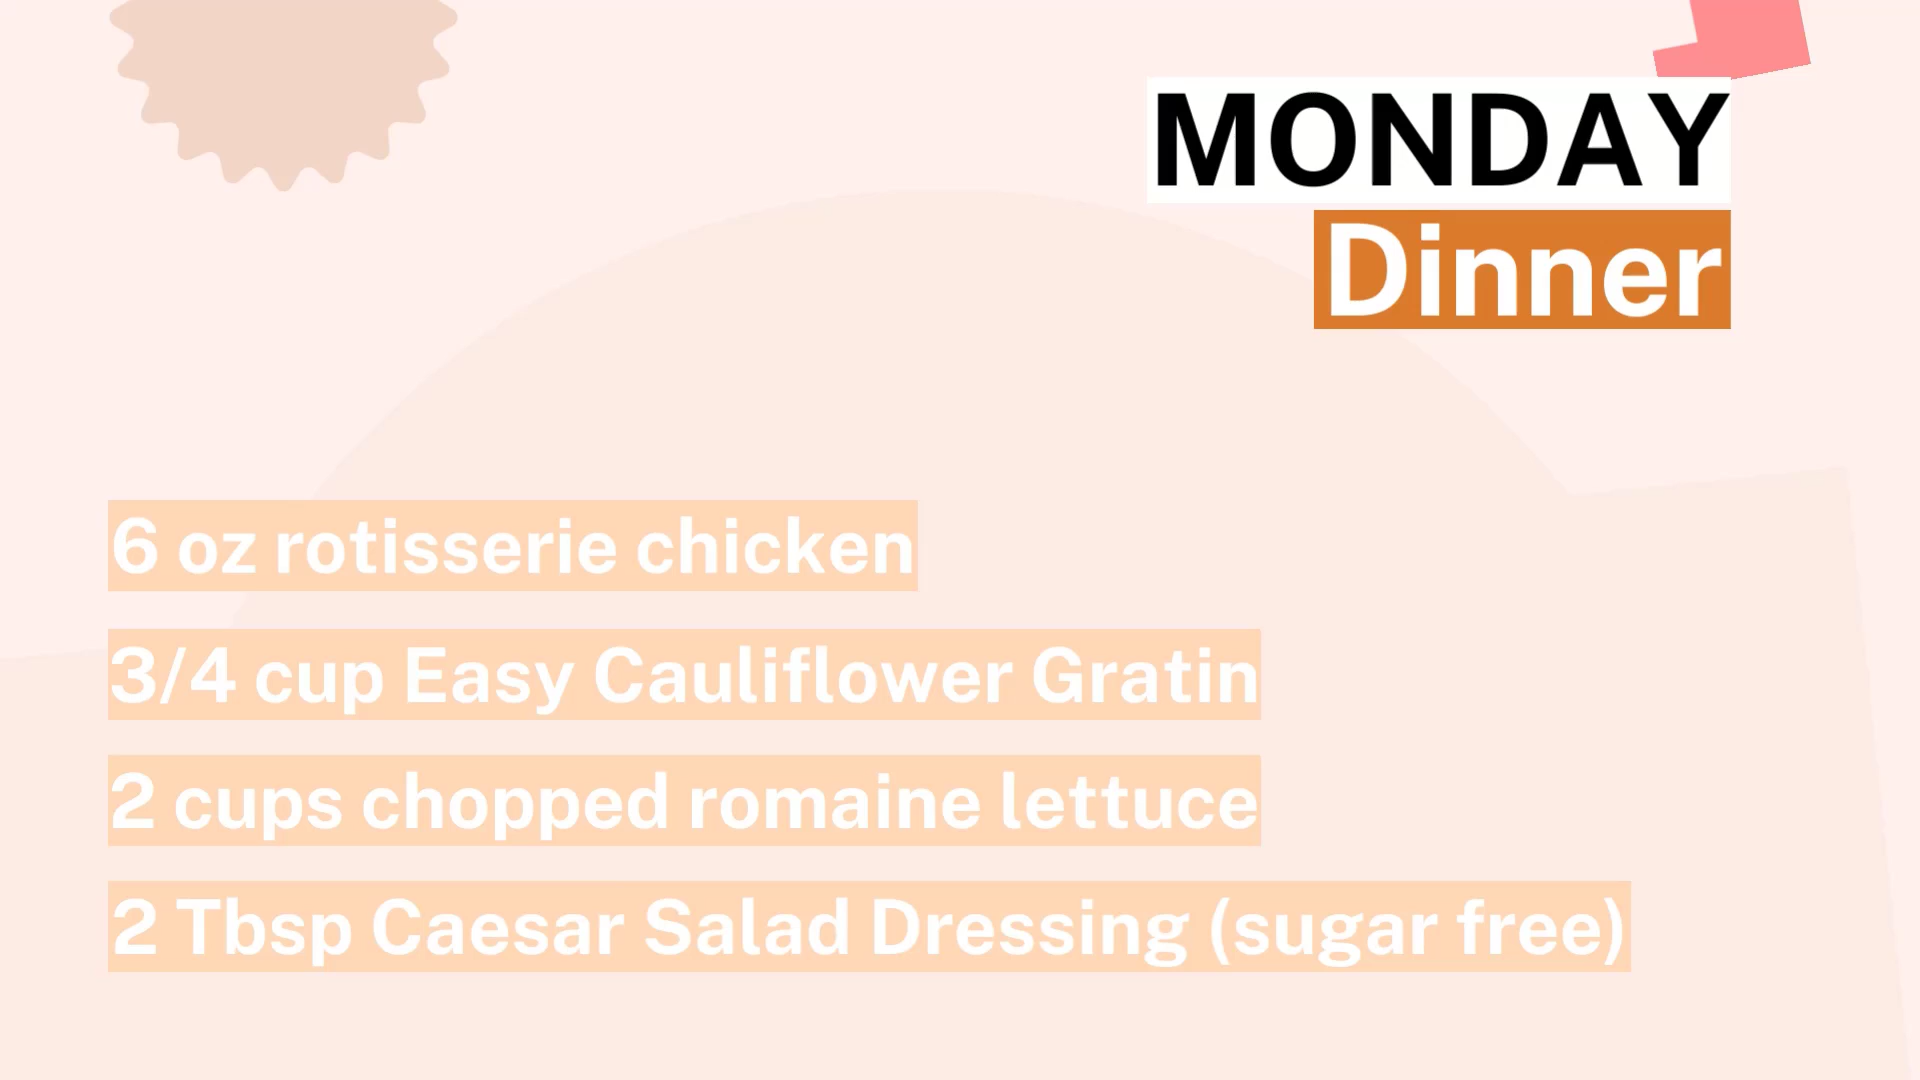 MONDAY
Dinner
6 oz rotisserie chicken
3/4 cup Easy Cauliflower Gratin
2 cups chopped romaine lettuce
2 Tbsp Caesar Salad Dressing (sugar free)